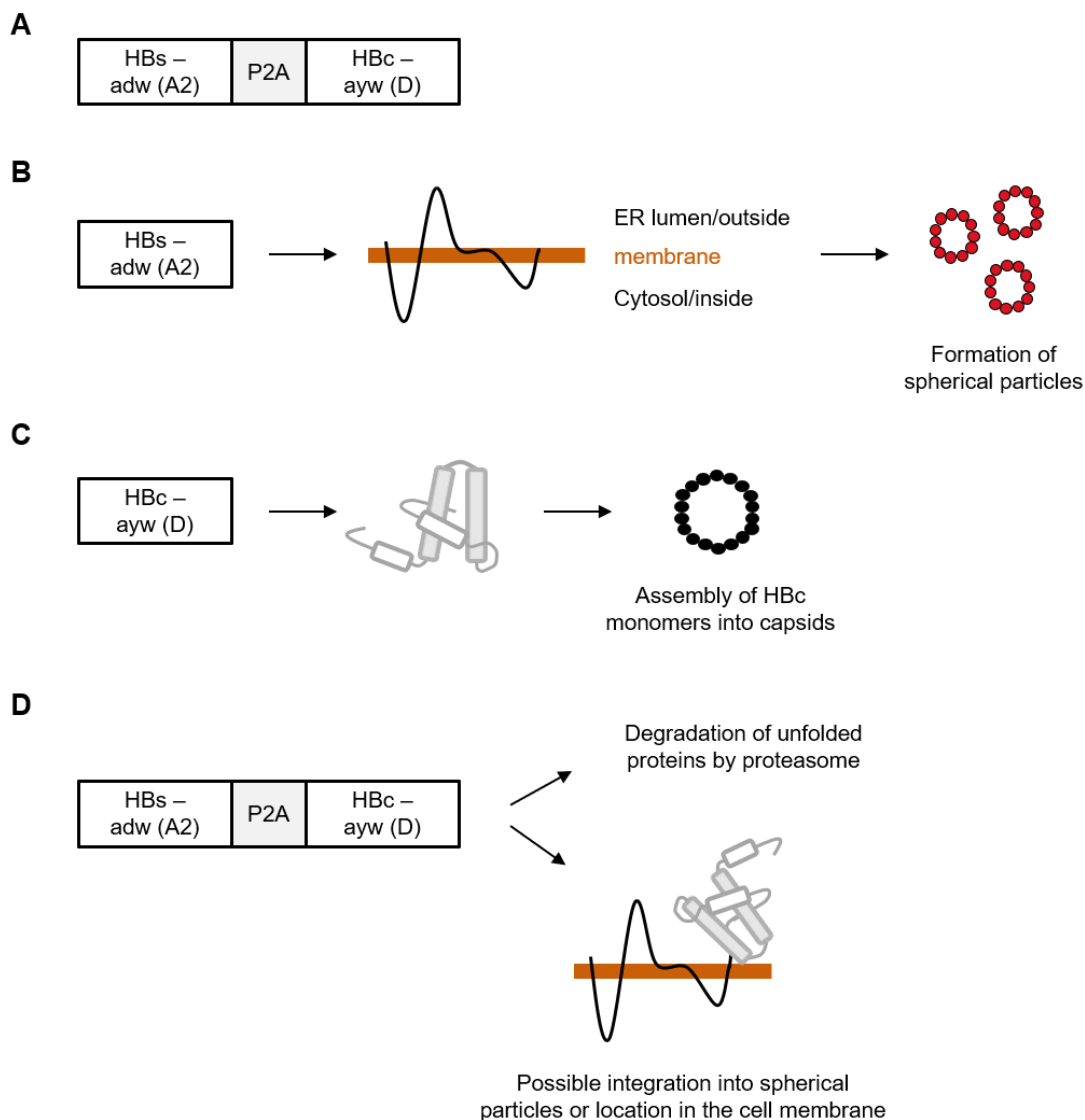 A
HBs –
adw (A2)
P2A
HBc –
ayw (D)
B
HBs –
adw (A2)
ER lumen/outside
membrane
Cytosol/inside
Formation of
spherical particles
C
HBc –
ayw (D)
Assembly of HBc
monomers into capsids
D
Degradation of unfolded
proteins by proteasome
HBs –
adw (A2)
P2A
HBc –
ayw (D)
Possible integration into spherical
particles or location in the cell membrane